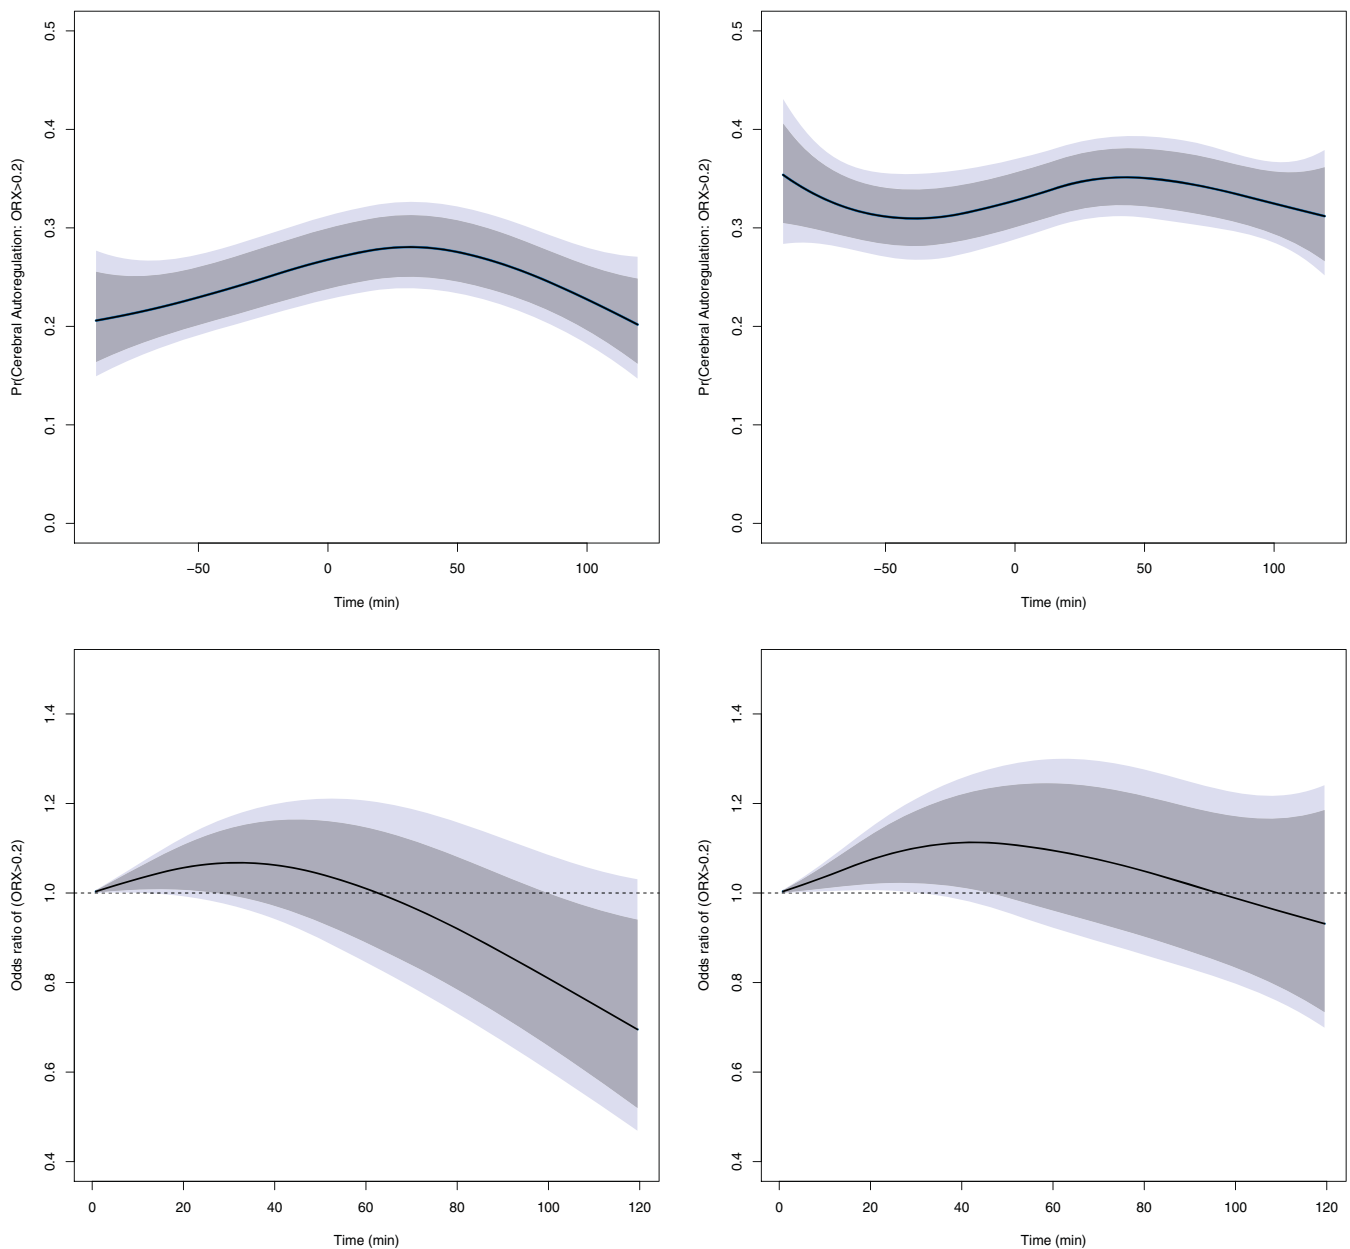 0.5
0.4
0.3
0.2
0.1
0.0
Pr(Cerebral Autoregulation: ORX>0.2)
−50 0 50 100
Time (min)
0.5
0.4
0.3
0.2
0.1
0.0
Pr(Cerebral Autoregulation: ORX>0.2)
−50 0 50 100
Time (min)
1.4
1.2
1.0
0.8
0.6
0.4
Odds ratio of (ORX>0.2)
0 20 40 60 80 100 120
Time (min)
1.4
1.2
1.0
0.8
0.6
0.4
Odds ratio of (ORX>0.2)
0 20 40 60 80 100 120
Time (min)